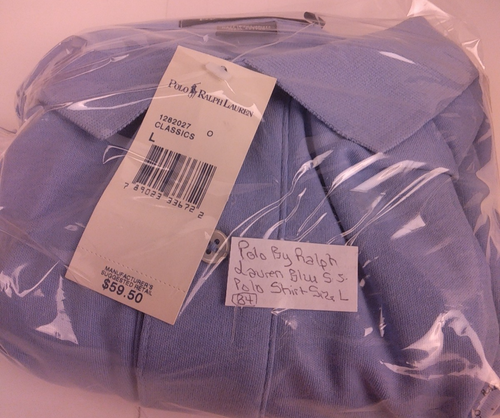 POLO RALPH LAUREN
1282027
CLASSICS
L
7 89023 33672 2
MANUFACTURER'S
SUGGESTED RETAIL
$59.50
Polo By Ralph
Lauren Blue S.S.
Polo Shirt Size L
(B4)